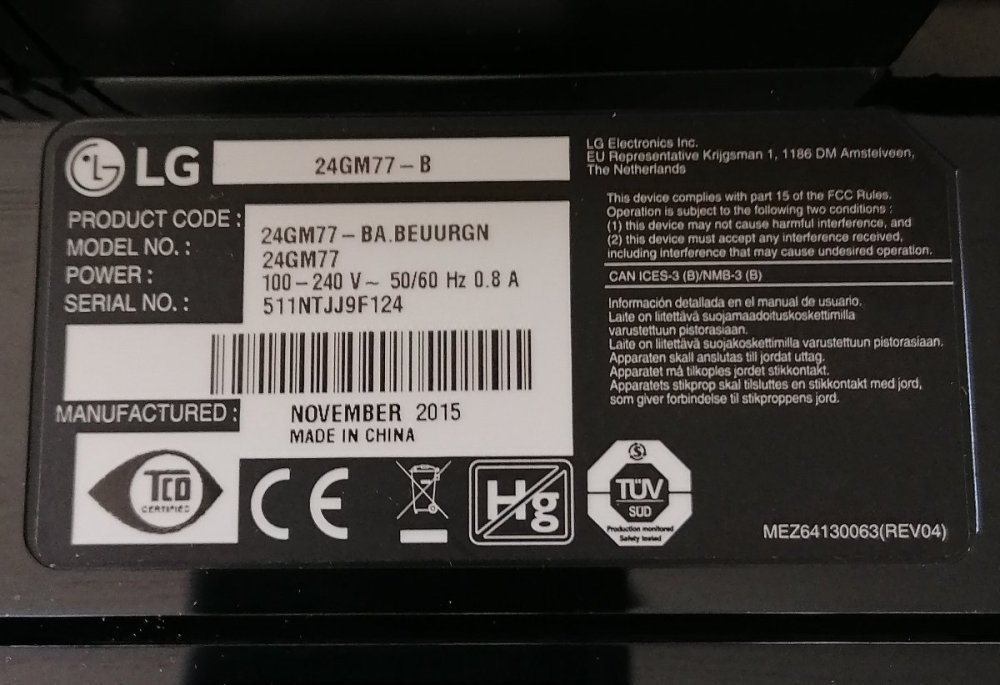 LG
24GM77-B
PRODUCT CODE : 24GM77-BA.BEUURGN
MODEL NO. : 24GM77
POWER : 100-240 V~ 50/60 Hz 0.8 A
SERIAL NO. : 511NTJJ9F124
MANUFACTURED : NOVEMBER 2015
MADE IN CHINA
TCO
CERTIFIED
CE
Hg
TÜV
SÜD
Production monitored
Safety tested
LG Electronics Inc.
EU Representative Krijgsman 1, 1186 DM Amstelveen,
The Netherlands
This device complies with part 15 of the FCC Rules.
Operation is subject to the following two conditions :
(1) this device may not cause harmful interference, and
(2) this device must accept any interference received,
including interference that may cause undesired operation.
CAN ICES-3 (B)/NMB-3 (B)
Información detallada en el manual de usuario.
Laite on liitettävä suojamaadoituskoskettimilla
varustettuun pistorasiaan.
Laite on liitettävä suojakoskettimilla varustettuun pistorasiaan.
Apparaten skall anslutas till jordat uttag.
Apparatet må tilkoples jordet stikkontakt.
Apparatets stikprop skal tilsluttes en stikkontakt med jord,
som giver forbindelse til stikproppens jord.
MEZ64130063(REV04)